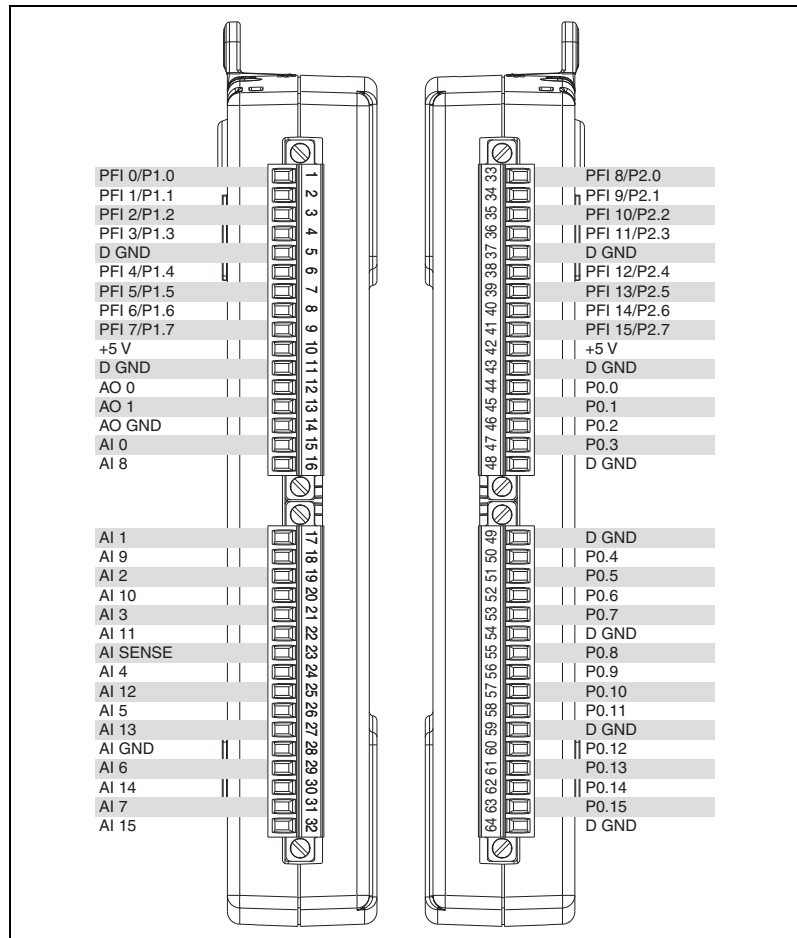 PFI 0/P1.0 1
PFI 1/P1.1 2
PFI 2/P1.2 3
PFI 3/P1.3 4
D GND 5
PFI 4/P1.4 6
PFI 5/P1.5 7
PFI 6/P1.6 8
PFI 7/P1.7 9
+5 V 10
D GND 11
AO 0 12
AO 1 13
AO GND 14
AI 0 15
AI 8 16
AI 1 17
AI 9 18
AI 2 19
AI 10 20
AI 3 21
AI 11 22
AI SENSE 23
AI 4 24
AI 12 25
AI 5 26
AI 13 27
AI GND 28
AI 6 29
AI 14 30
AI 7 31
AI 15 32
33 PFI 8/P2.0
34 PFI 9/P2.1
35 PFI 10/P2.2
36 PFI 11/P2.3
37 D GND
38 PFI 12/P2.4
39 PFI 13/P2.5
40 PFI 14/P2.6
41 PFI 15/P2.7
42 +5 V
43 D GND
44 P0.0
45 P0.1
46 P0.2
47 P0.3
48 D GND
49 D GND
50 P0.4
51 P0.5
52 P0.6
53 P0.7
54 D GND
55 P0.8
56 P0.9
57 P0.10
58 P0.11
59 D GND
60 P0.12
61 P0.13
62 P0.14
63 P0.15
64 D GND